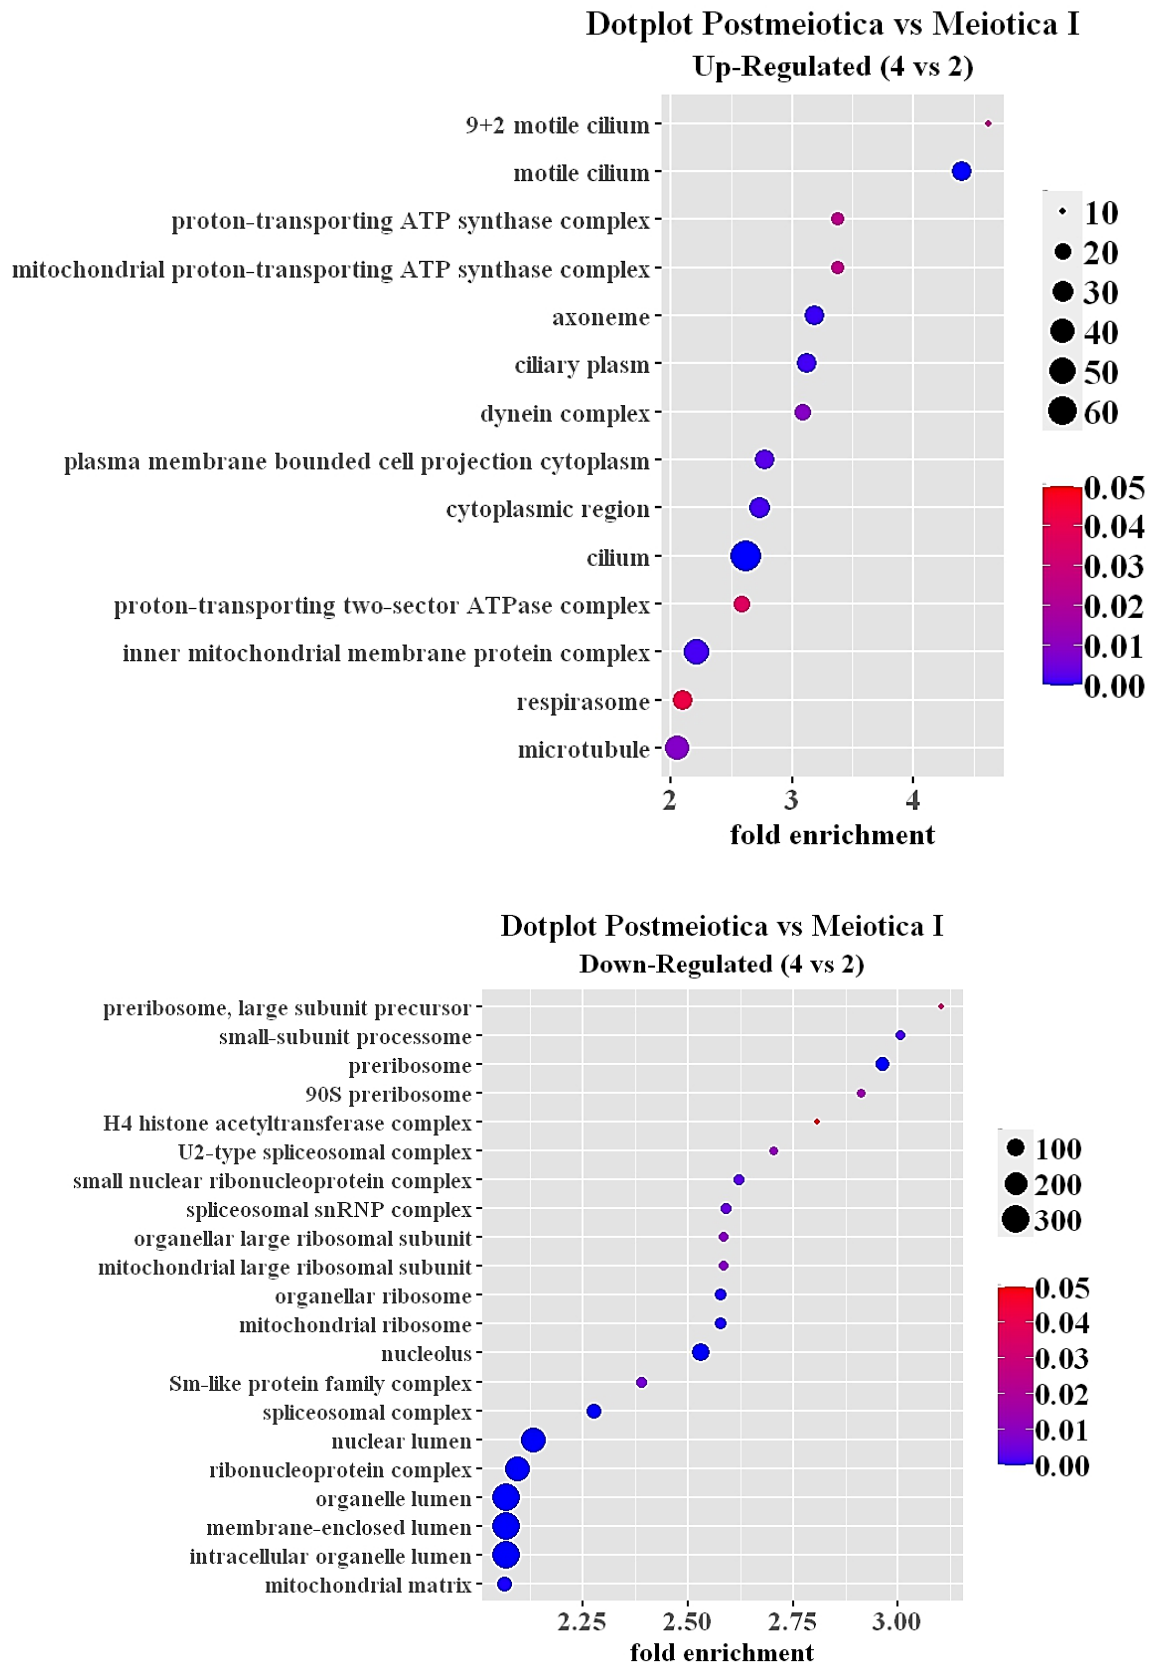 Dotplot Postmeiotica vs Meiotica I
Up-Regulated (4 vs 2)
9+2 motile cilium
motile cilium
proton-transporting ATP synthase complex
mitochondrial proton-transporting ATP synthase complex
axoneme
ciliary plasm
dynein complex
plasma membrane bounded cell projection cytoplasm
cytoplasmic region
cilium
proton-transporting two-sector ATPase complex
inner mitochondrial membrane protein complex
respirasome
microtubule
2 3 4
fold enrichment
10
20
30
40
50
60
0.05
0.04
0.03
0.02
0.01
0.00
Dotplot Postmeiotica vs Meiotica I
Down-Regulated (4 vs 2)
preribosome, large subunit precursor
small-subunit processome
preribosome
90S preribosome
H4 histone acetyltransferase complex
U2-type spliceosomal complex
small nuclear ribonucleoprotein complex
spliceosomal snRNP complex
organellar large ribosomal subunit
mitochondrial large ribosomal subunit
organellar ribosome
mitochondrial ribosome
nucleolus
Sm-like protein family complex
spliceosomal complex
nuclear lumen
ribonucleoprotein complex
organelle lumen
membrane-enclosed lumen
intracellular organelle lumen
mitochondrial matrix
2.25 2.50 2.75 3.00
fold enrichment
100
200
300
0.05
0.04
0.03
0.02
0.01
0.00